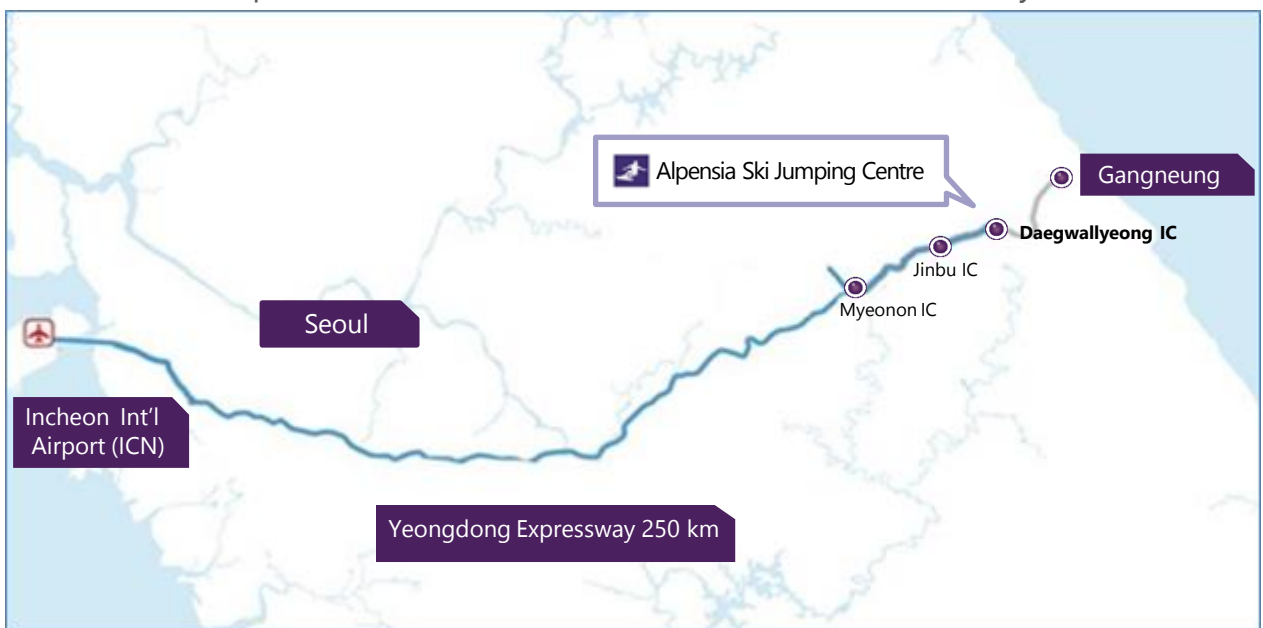 Alpensia Ski Jumping Centre
Gangneung
Daegwallyeong IC
Jinbu IC
Myeonon IC
Seoul
Incheon Int'l
Airport (ICN)
Yeongdong Expressway 250 km